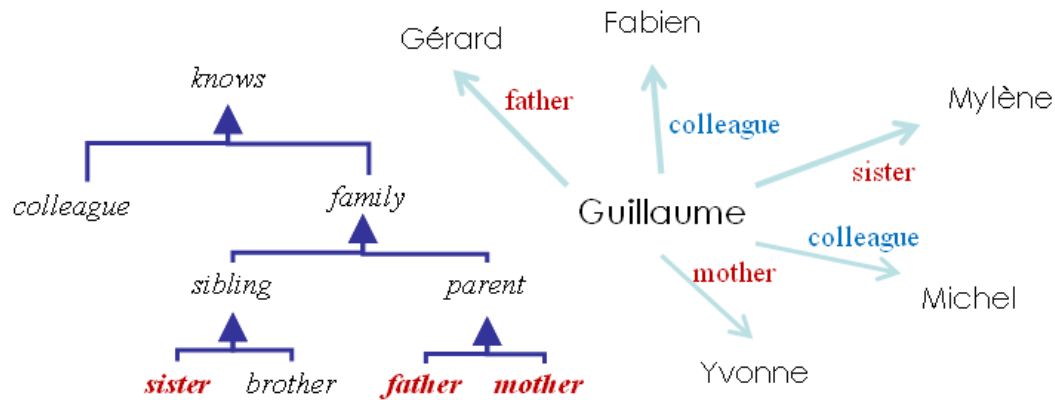 knows
colleague
family
sibling
parent
sister
brother
father
mother
Gérard
Fabien
Mylène
father
colleague
sister
Guillaume
colleague
mother
Michel
Yvonne